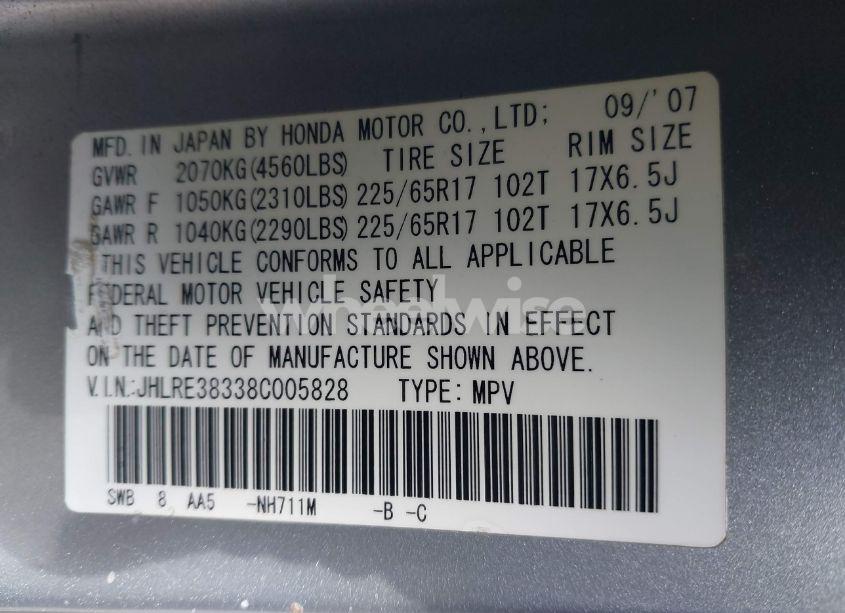 MFD. IN JAPAN BY HONDA MOTOR CO.,LTD; 09/'07
GVWR 2070KG(4560LBS) TIRE SIZE RIM SIZE
GAWR F 1050KG(2310LBS) 225/65R17 102T 17X6.5J
GAWR R 1040KG(2290LBS) 225/65R17 102T 17X6.5J
THIS VEHICLE CONFORMS TO ALL APPLICABLE
FEDERAL MOTOR VEHICLE SAFETY
AND THEFT PREVENTION STANDARDS IN EFFECT
ON THE DATE OF MANUFACTURE SHOWN ABOVE.
V.I.N.:JHLRE38338C005828 TYPE: MPV
SWB 8 AA5 -NH711M -B -C
wheelwise